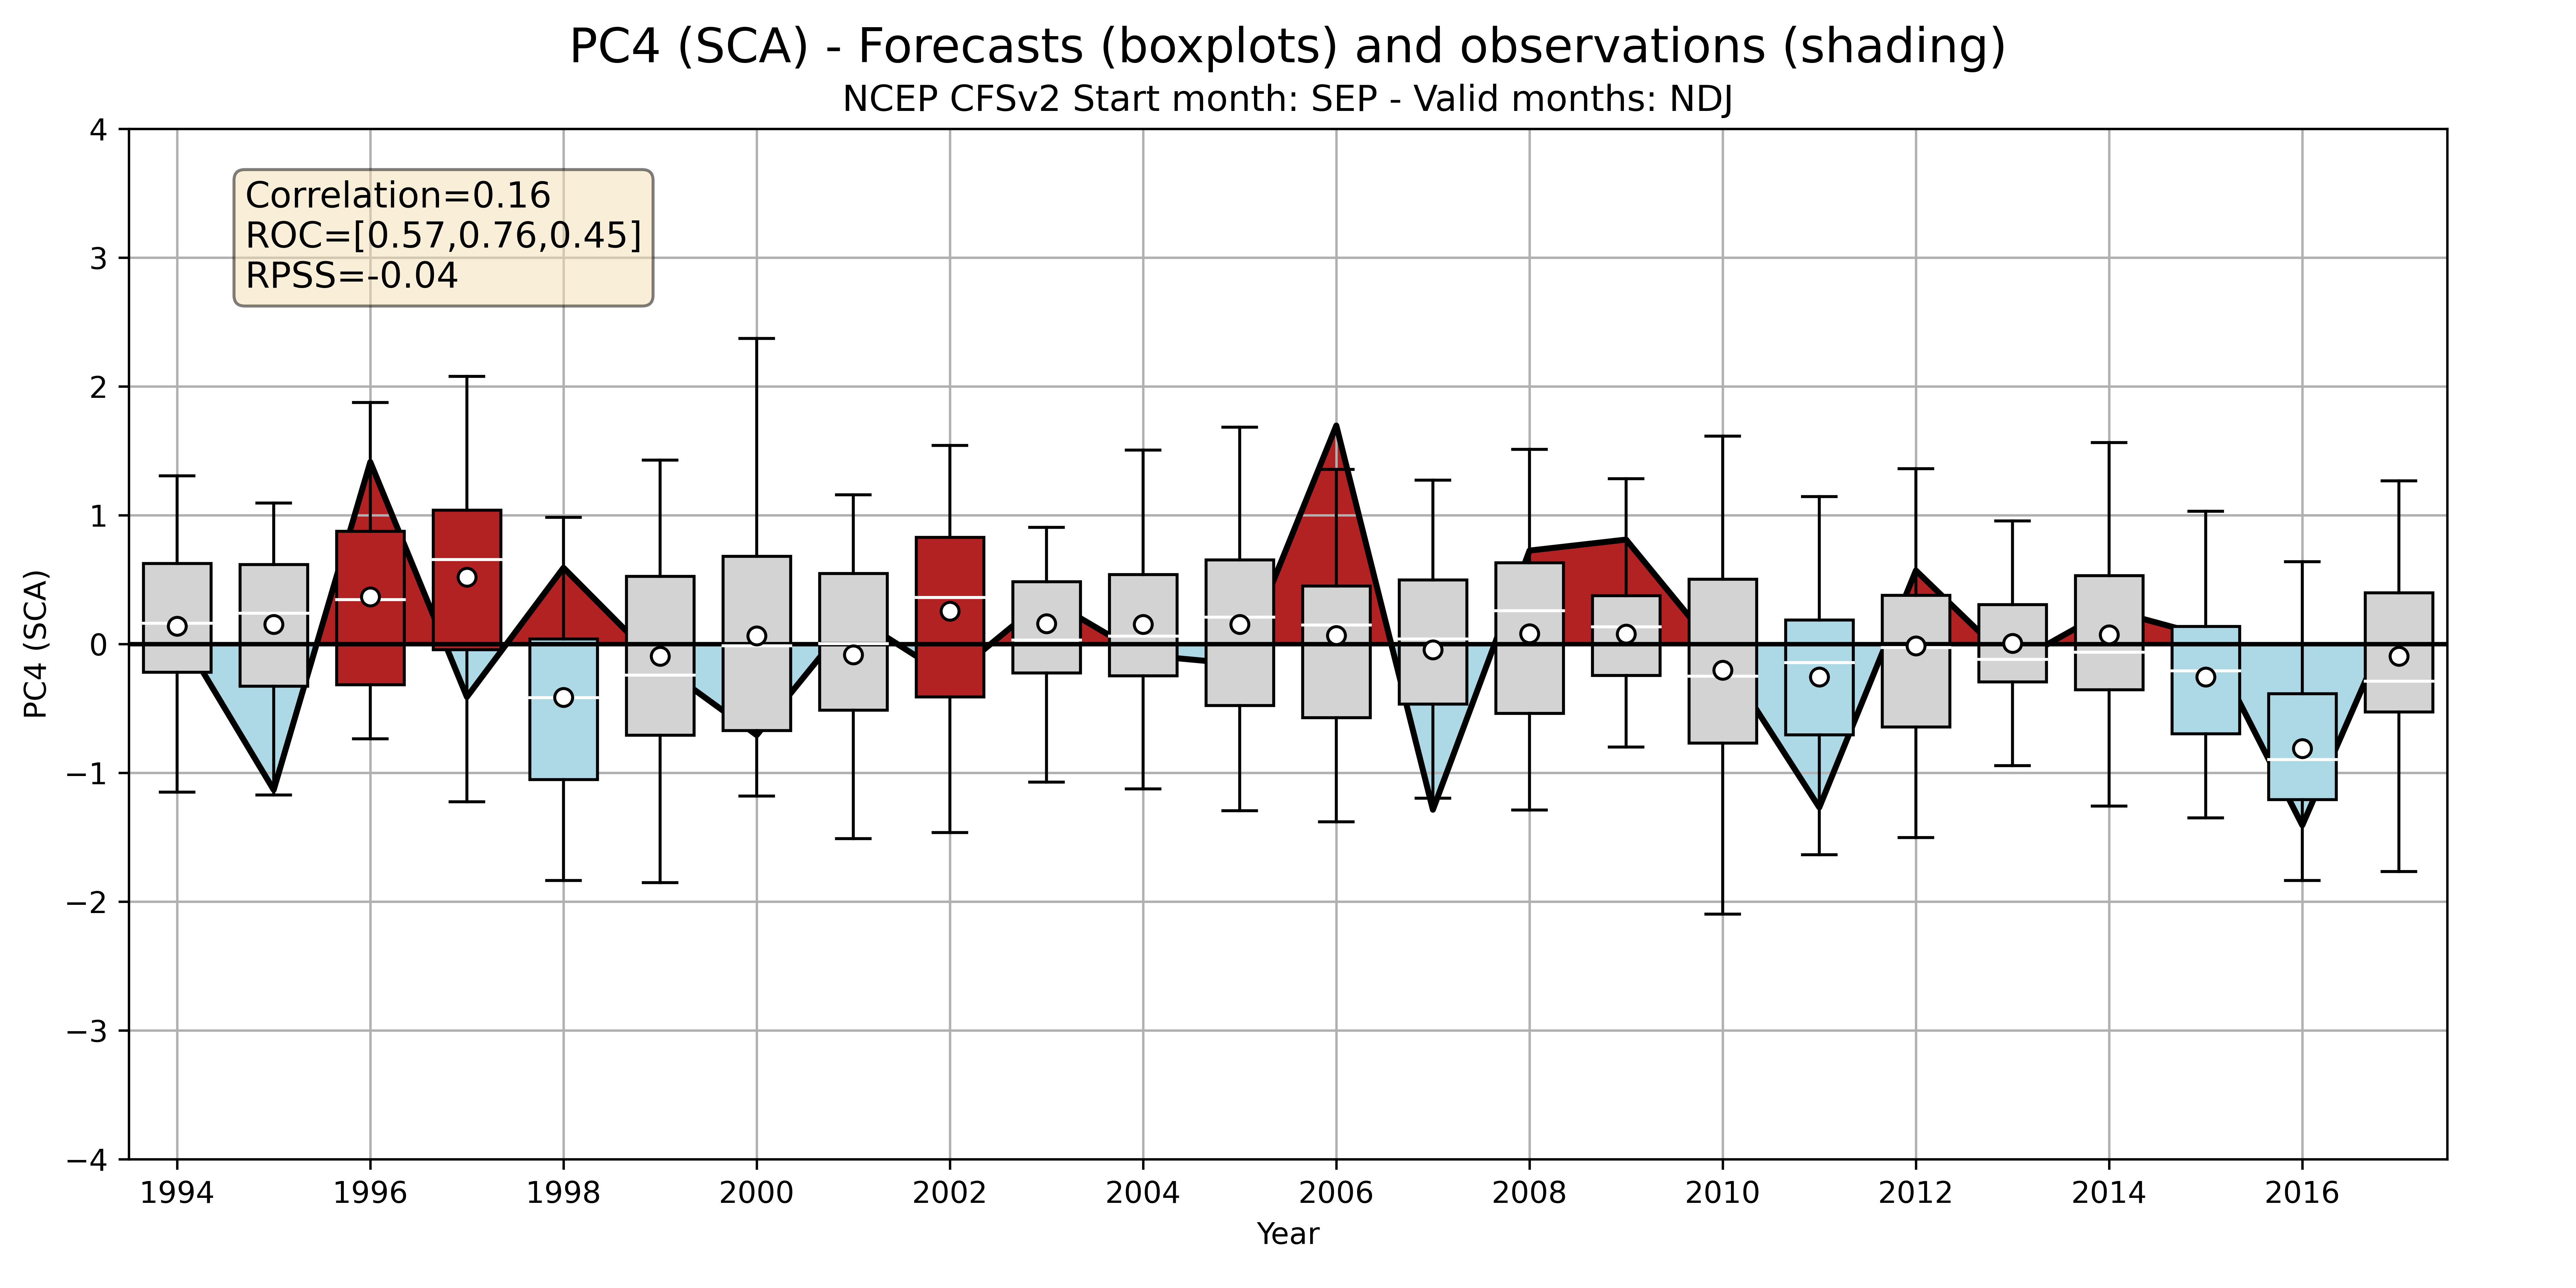 PC4 (SCA) - Forecasts (boxplots) and observations (shading)
NCEP CFSv2 Start month: SEP - Valid months: NDJ
Correlation=0.16
ROC=[0.57,0.76,0.45]
RPSS=-0.04
PC4 (SCA)
4
3
2
1
0
−1
−2
−3
−4
1994 1996 1998 2000 2002 2004 2006 2008 2010 2012 2014 2016
Year